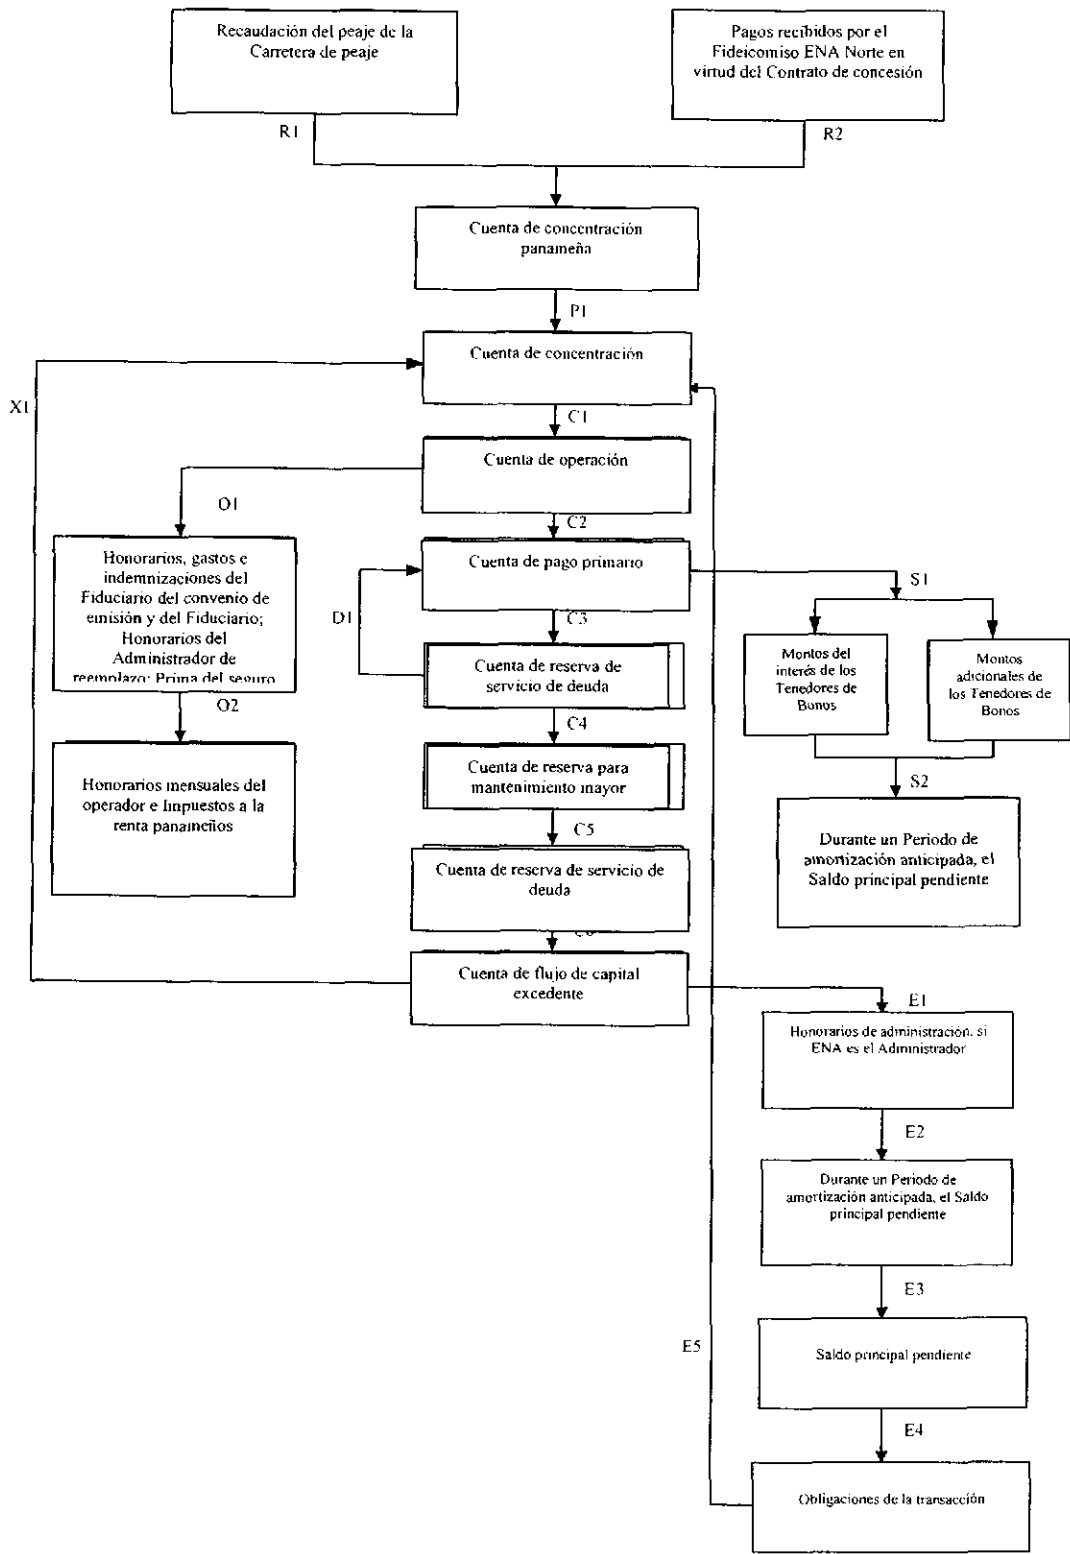 Recaudación del peaje de la
Carretera de peaje
Pagos recibidos por el
Fideicomiso ENA Norte en
virtud del Contrato de concesión
R1
R2
Cuenta de concentración
panameña
P1
Cuenta de concentración
X1
C1
Cuenta de operación
O1
C2
Honorarios, gastos e
indemnizaciones del
Fiduciario del convenio de
emisión y del Fiduciario;
Honorarios del
Administrador de
reemplazo; Prima del seguro
Cuenta de pago primario
S1
D1
C3
Montos del
interés de los
Tenedores de
Bonos
Montos
adicionales de
los Tenedores de
Bonos
Cuenta de reserva de
servicio de deuda
O2
C4
Honorarios mensuales del
operador e Impuestos a la
renta panameños
Cuenta de reserva para
mantenimiento mayor
S2
C5
Durante un Periodo de
amortización anticipada, el
Saldo principal pendiente
Cuenta de reserva de servicio de
deuda
Cuenta de flujo de capital
excedente
E1
Honorarios de administración, si
ENA es el Administrador
E2
Durante un Periodo de
amortización anticipada, el Saldo
principal pendiente
E3
E5
Saldo principal pendiente
E4
Obligaciones de la transacción